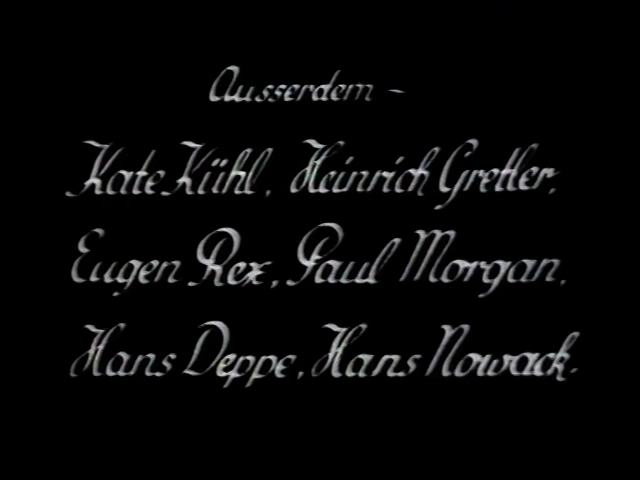 Ausserdem -
Kate Kühl, Heinrich Gretler,
Eugen Rex, Paul Morgan,
Hans Deppe, Hans Nowack.